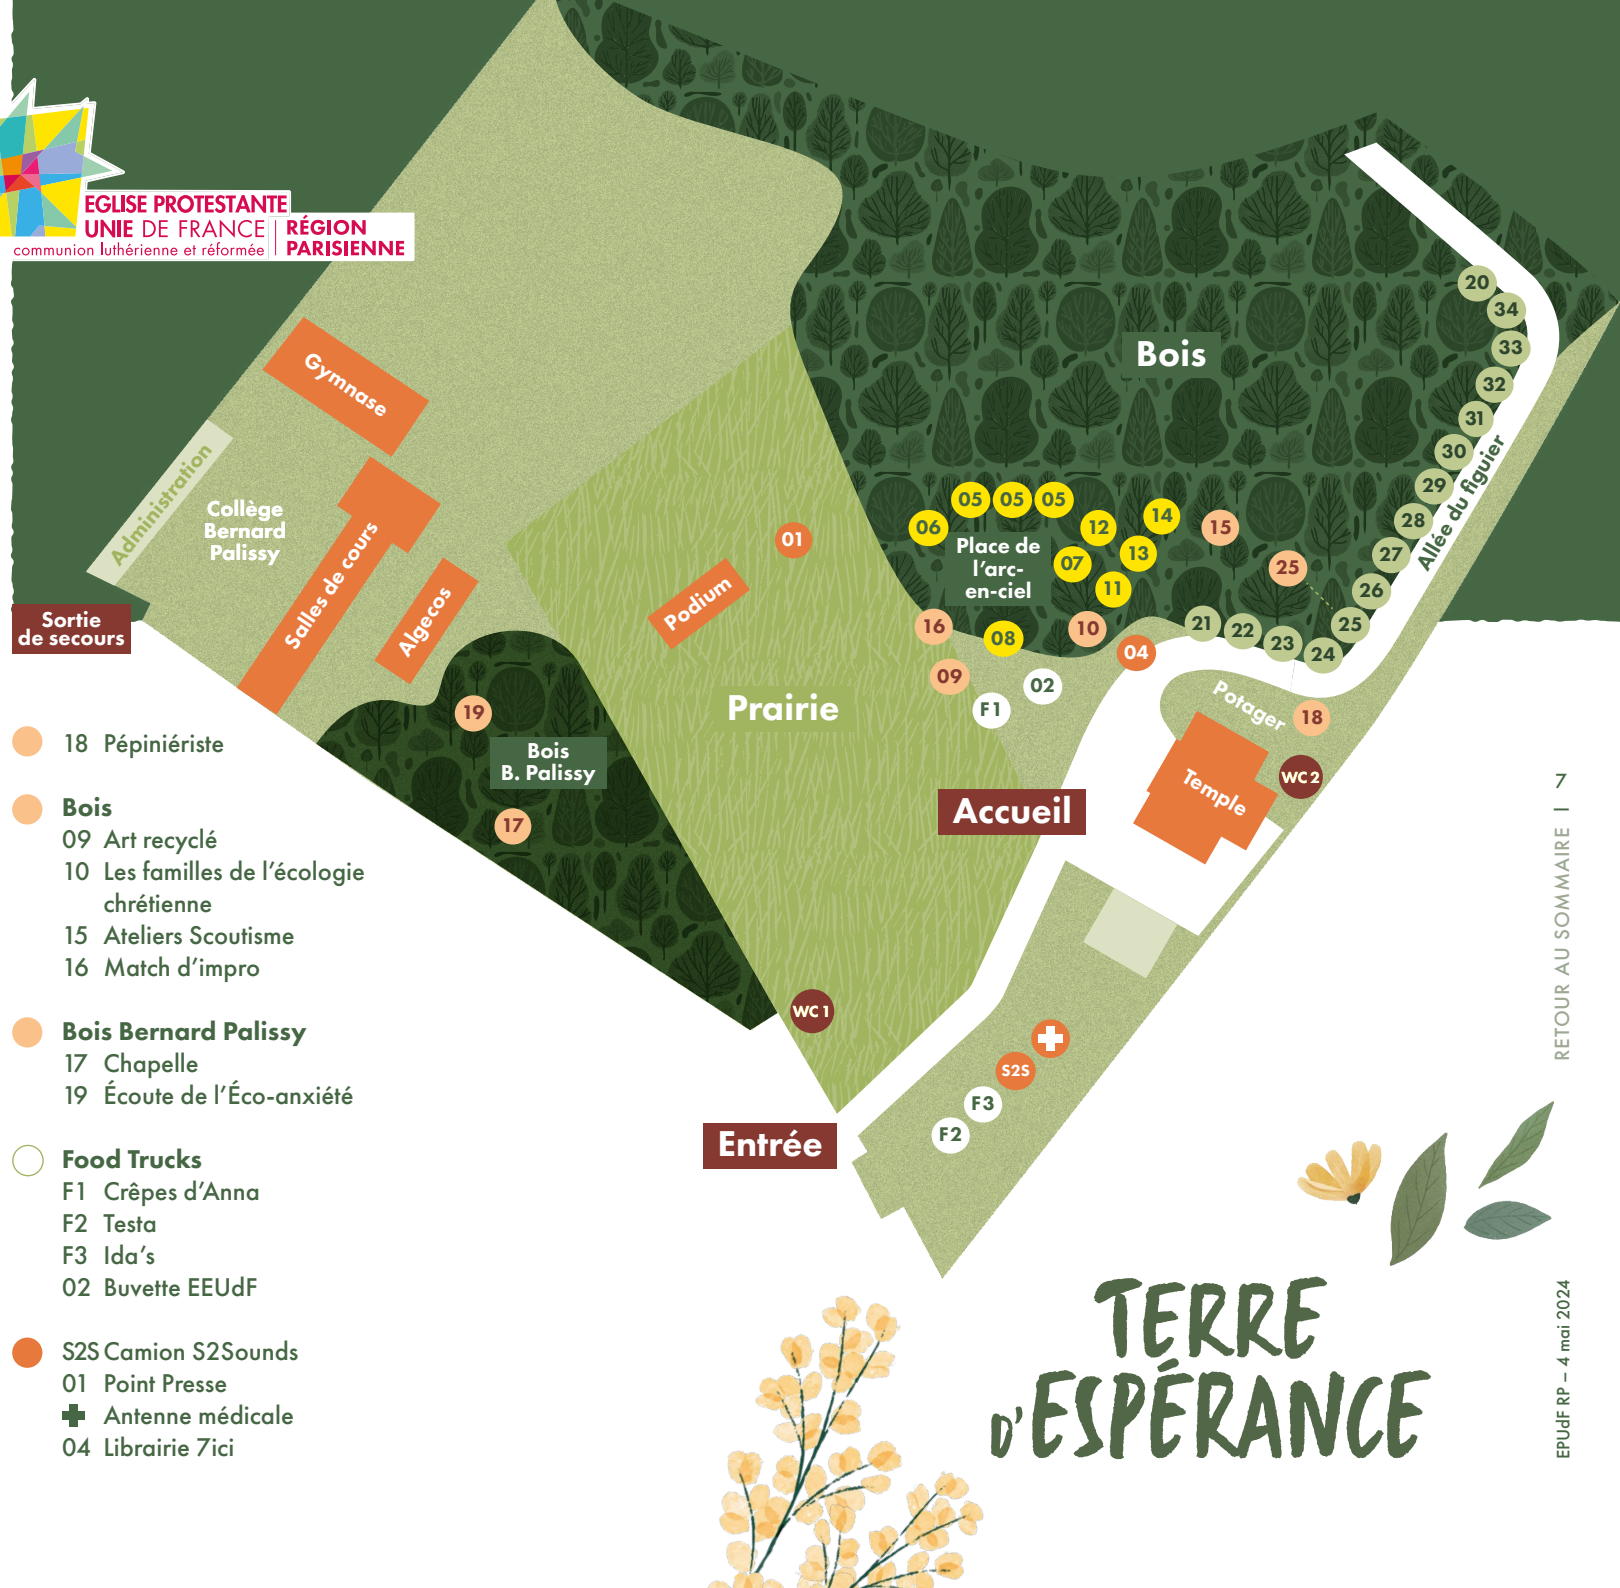 EGLISE PROTESTANTE
UNIE DE FRANCE
communion luthérienne et réformée
RÉGION
PARISIENNE
Gymnase
Administration
Collège
Bernard
Palissy
Salles de cours
Algecos
Sortie
de secours
Bois
20
34
33
32
31
30
29
28
27
26
25
24
23
22
21
Allée du figuier
05
05
05
06
12
14
15
Place de
l'arc-
en-ciel
07
13
11
25
01
Podium
16
08
10
04
09
02
F1
Prairie
Potager
18
WC2
Temple
Accueil
19
Bois
B. Palissy
17
WC1
S2S
F3
F2
Entrée
18 Pépiniériste
Bois
09 Art recyclé
10 Les familles de l'écologie
chrétienne
15 Ateliers Scoutisme
16 Match d'impro
Bois Bernard Palissy
17 Chapelle
19 Écoute de l'Éco-anxiété
Food Trucks
F1 Crêpes d'Anna
F2 Testa
F3 Ida's
02 Buvette EEUdF
S2S Camion S2Sounds
01 Point Presse
Antenne médicale
04 Librairie 7ici
TERRE
D'ESPÉRANCE
RETOUR AU SOMMAIRE | 7
EPUdF RP – 4 mai 2024